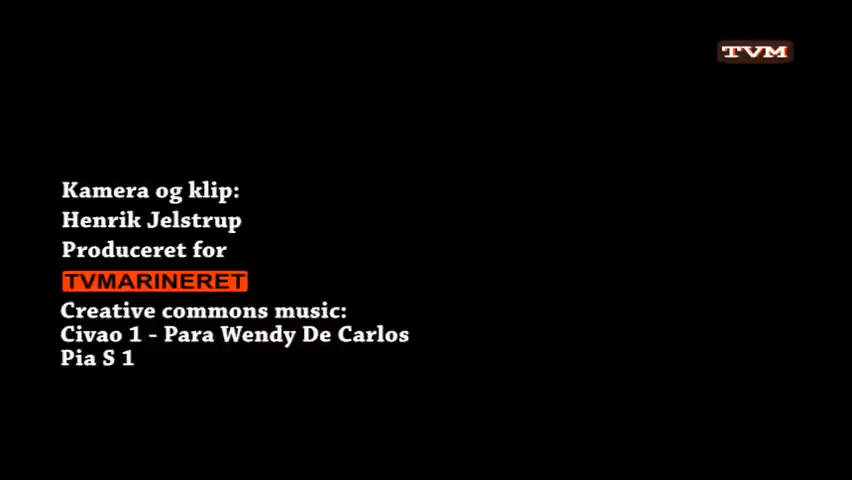 TVM
Kamera og klip:
Henrik Jelstrup
Produceret for
TVMARINERET
Creative commons music:
Civao 1 - Para Wendy De Carlos
Pia S 1